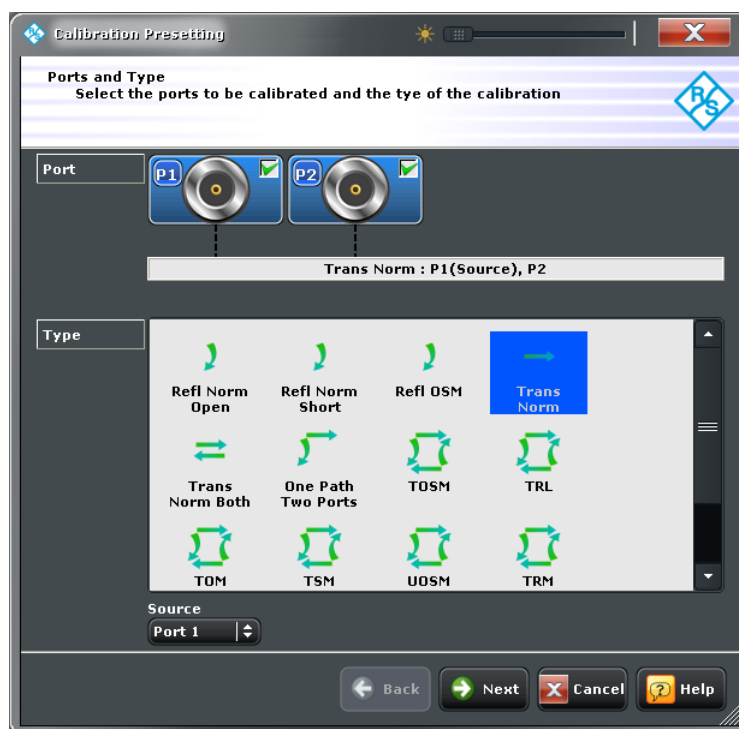 Calibration Presetting
Ports and Type
Select the ports to be calibrated and the tye of the calibration
R&S
Port
P1
P2
Trans Norm : P1(Source), P2
Type
Refl Norm
Open
Refl Norm
Short
Refl OSM
Trans
Norm
Trans
Norm Both
One Path
Two Ports
TOSM
TRL
TOM
TSM
UOSM
TRM
Source
Port 1
Back
Next
Cancel
Help